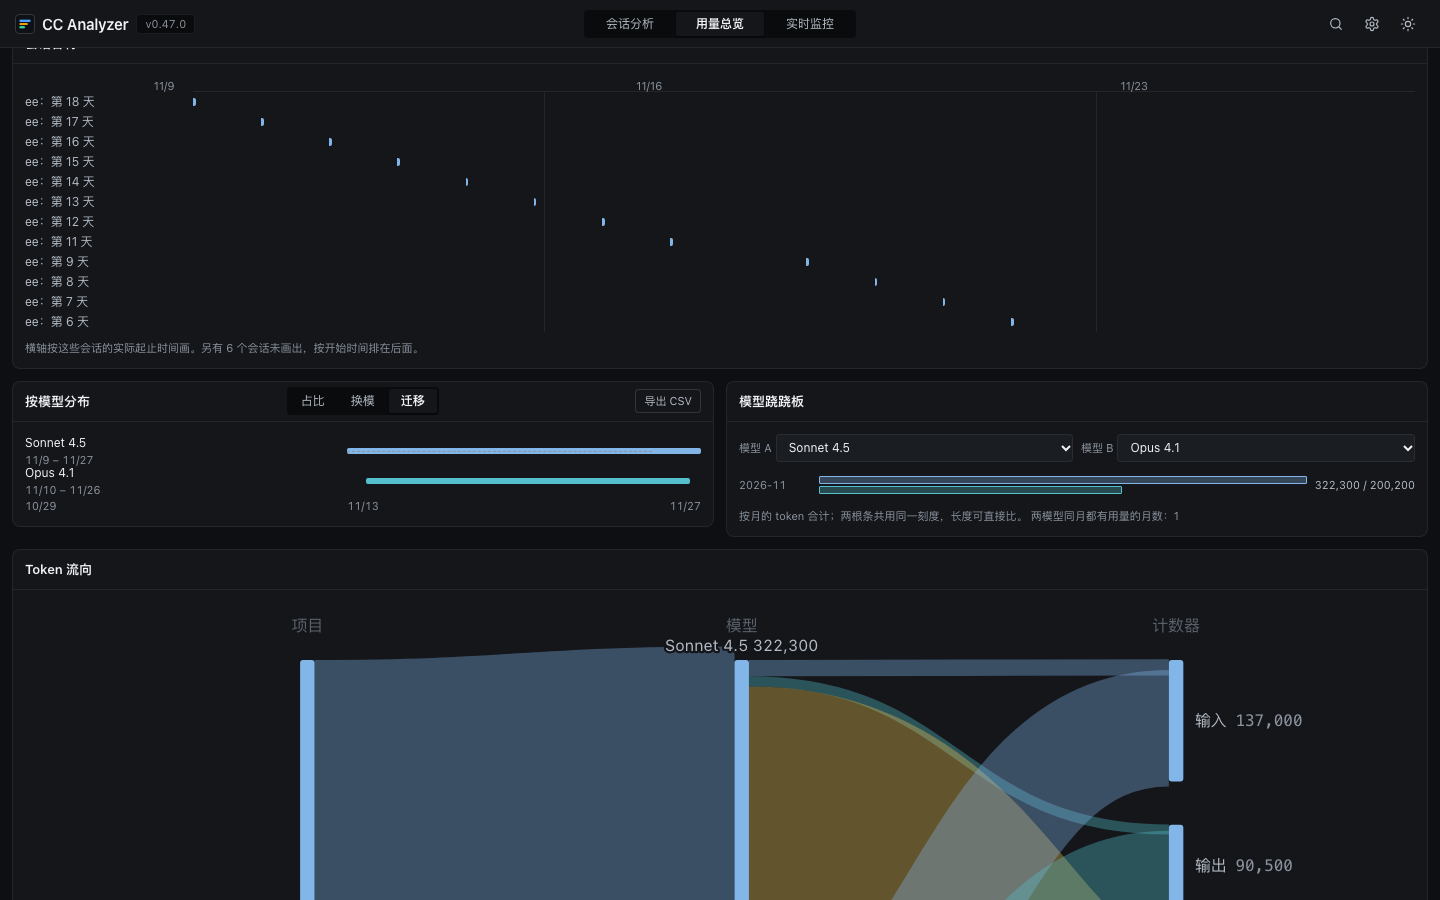 CC Analyzer v0.47.0 会话分析 用量总览 实时监控
11/9 11/16 11/23
ee：第 18 天
ee：第 17 天
ee：第 16 天
ee：第 15 天
ee：第 14 天
ee：第 13 天
ee：第 12 天
ee：第 11 天
ee：第 9 天
ee：第 8 天
ee：第 7 天
ee：第 6 天
横轴按这些会话的实际起止时间画。另有 6 个会话未画出，按开始时间排在后面。
按模型分布 占比 换模 迁移 导出 CSV
Sonnet 4.5
11/9 – 11/27
Opus 4.1
11/10 – 11/26
10/29 11/13 11/27
模型跷跷板
模型 A Sonnet 4.5 模型 B Opus 4.1
2026-11 322,300 / 200,200
按月的 token 合计；两根条共用同一刻度，长度可直接比。 两模型同月都有用量的月数：1
Token 流向
项目 模型 计数器
Sonnet 4.5 322,300
输入 137,000
输出 90,500